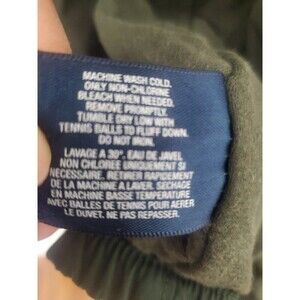 MACHINE WASH COLD.
ONLY NON-CHLORINE
BLEACH WHEN NEEDED.
REMOVE PROMPTLY.
TUMBLE DRY LOW WITH
TENNIS BALLS TO FLUFF DOWN.
DO NOT IRON.
LAVAGE A 30°. EAU DE JAVEL
NON CHLOREE UNIQUEMENT SI
NECESSAIRE. RETIRER RAPIDEMENT
DE LA MACHINE A LAVER. SECHAGE
EN MACHINE BASSE TEMPERATURE
AVEC BALLES DE TENNIS POUR AERER
LE DUVET. NE PAS REPASSER.